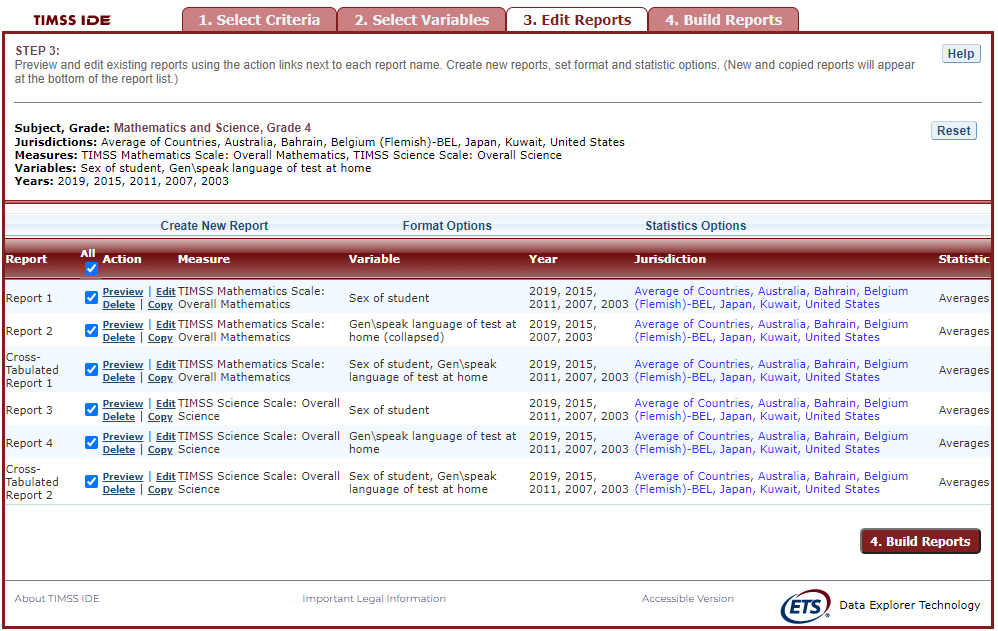 TIMSS IDE
1. Select Criteria
2. Select Variables
3. Edit Reports
4. Build Reports
STEP 3:
Preview and edit existing reports using the action links next to each report name. Create new reports, set format and statistic options. (New and copied reports will appear
at the bottom of the report list.)
Help
Subject, Grade: Mathematics and Science, Grade 4
Jurisdictions: Average of Countries, Australia, Bahrain, Belgium (Flemish)-BEL, Japan, Kuwait, United States
Measures: TIMSS Mathematics Scale: Overall Mathematics, TIMSS Science Scale: Overall Science
Variables: Sex of student, Gen\speak language of test at home
Years: 2019, 2015, 2011, 2007, 2003
Reset
Create New Report Format Options Statistics Options
Report All Action Measure Variable Year Jurisdiction Statistic
Report 1
Preview | Edit
Delete | Copy
TIMSS Mathematics Scale:
Overall Mathematics
Sex of student
2019, 2015,
2011, 2007, 2003
Average of Countries, Australia, Bahrain, Belgium
(Flemish)-BEL, Japan, Kuwait, United States
Averages
Report 2
Preview | Edit
Delete | Copy
TIMSS Mathematics Scale:
Overall Mathematics
Gen\speak language of test at
home (collapsed)
2019, 2015,
2007, 2003
Average of Countries, Australia, Bahrain, Belgium
(Flemish)-BEL, Japan, Kuwait, United States
Averages
Cross-
Tabulated
Report 1
Preview | Edit
Delete | Copy
TIMSS Mathematics Scale:
Overall Mathematics
Sex of student, Gen\speak
language of test at home
2019, 2015,
2011, 2007, 2003
Average of Countries, Australia, Bahrain, Belgium
(Flemish)-BEL, Japan, Kuwait, United States
Averages
Report 3
Preview | Edit
Delete | Copy
TIMSS Science Scale: Overall
Science
Sex of student
2019, 2015,
2011, 2007, 2003
Average of Countries, Australia, Bahrain, Belgium
(Flemish)-BEL, Japan, Kuwait, United States
Averages
Report 4
Preview | Edit
Delete | Copy
TIMSS Science Scale: Overall
Science
Gen\speak language of test at
home
2019, 2015,
2011, 2007, 2003
Average of Countries, Australia, Bahrain, Belgium
(Flemish)-BEL, Japan, Kuwait, United States
Averages
Cross-
Tabulated
Report 2
Preview | Edit
Delete | Copy
TIMSS Science Scale: Overall
Science
Sex of student, Gen\speak
language of test at home
2019, 2015,
2011, 2007, 2003
Average of Countries, Australia, Bahrain, Belgium
(Flemish)-BEL, Japan, Kuwait, United States
Averages
4. Build Reports
About TIMSS IDE
Important Legal Information
Accessible Version
ETS® Data Explorer Technology